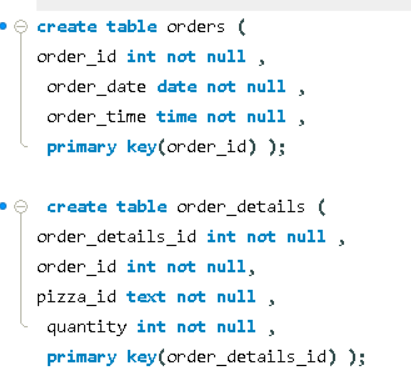 create table orders (
order_id int not null ,
order_date date not null ,
order_time time not null ,
primary key(order_id) );
create table order_details (
order_details_id int not null ,
order_id int not null,
pizza_id text not null ,
quantity int not null ,
primary key(order_details_id) );